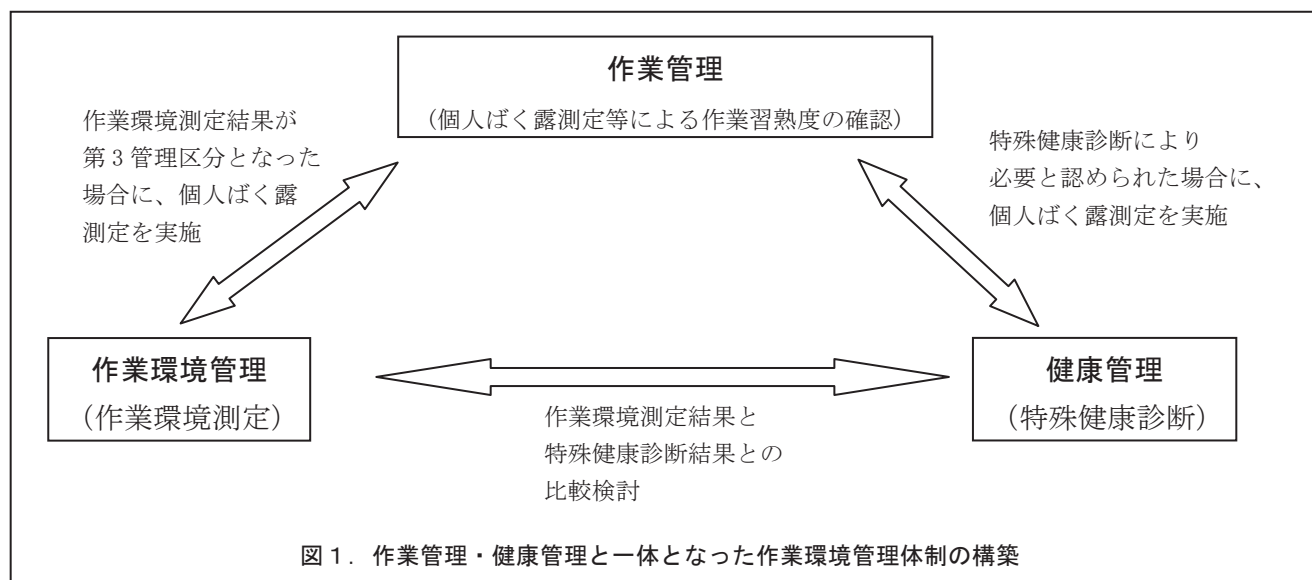 作業管理
(個人ばく露測定等による作業習熟度の確認)
作業環境測定結果が
第3管理区分となった
場合に、個人ばく露
測定を実施
特殊健康診断により
必要と認められた場合に、
個人ばく露測定を実施
作業環境管理
(作業環境測定)
健康管理
(特殊健康診断)
作業環境測定結果と
特殊健康診断結果との
比較検討
図1.作業管理・健康管理と一体となった作業環境管理体制の構築